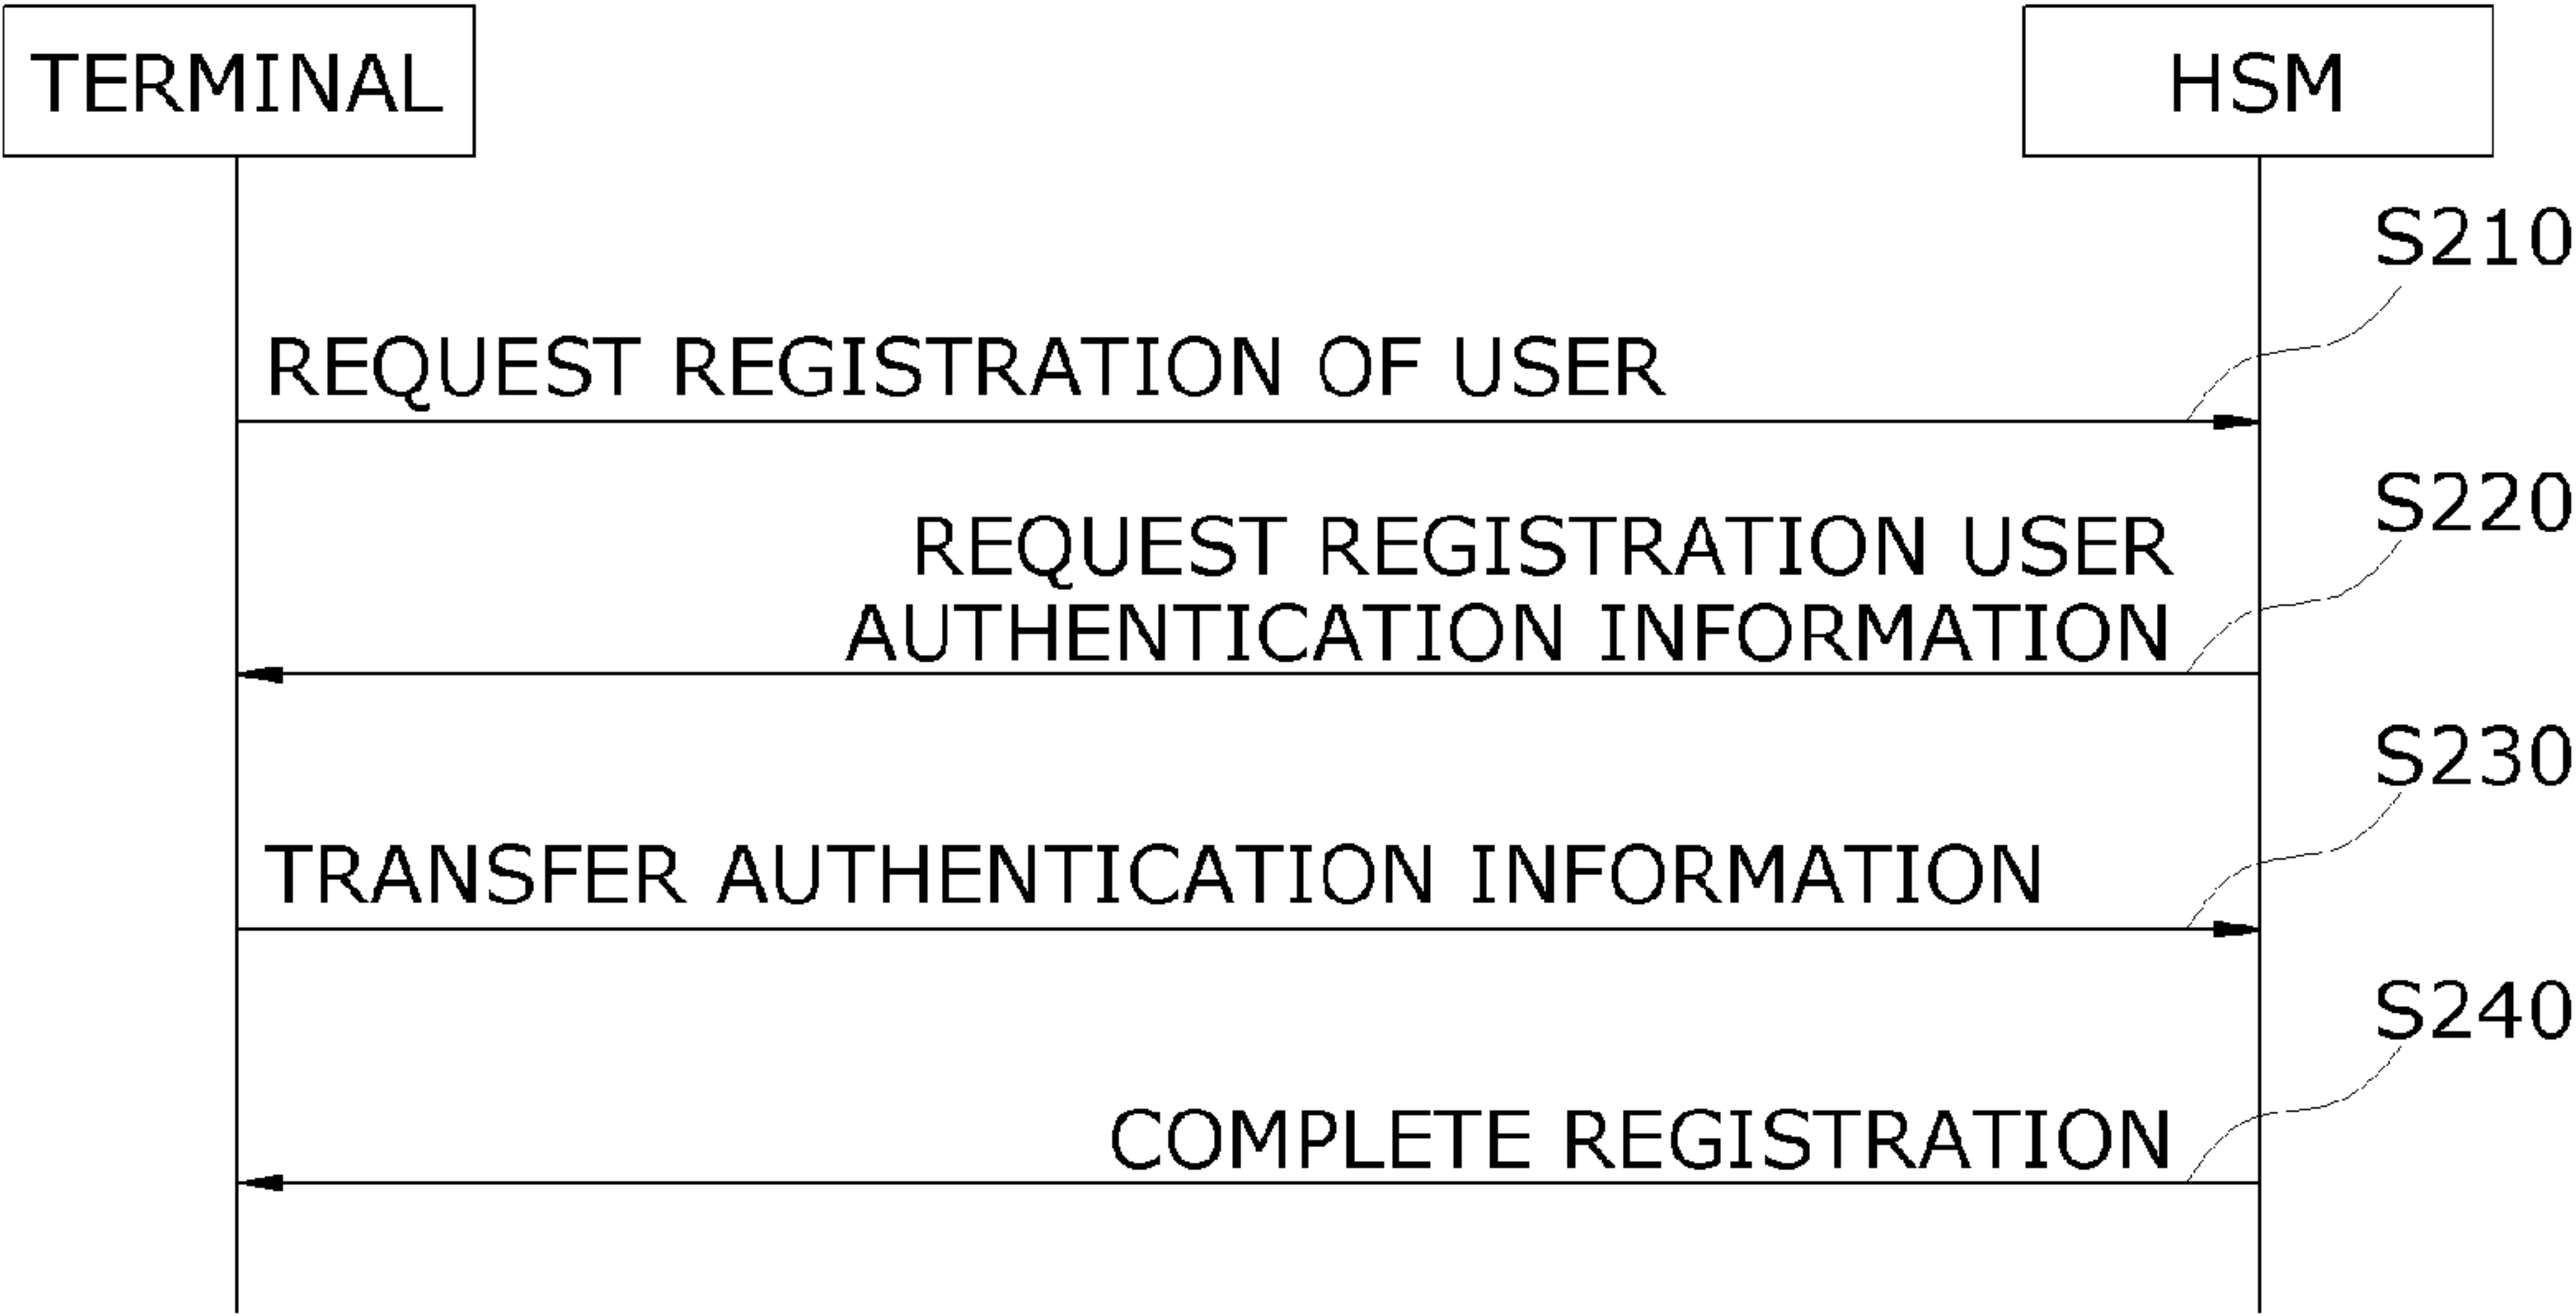 TERMINAL
HSM
S210
REQUEST REGISTRATION OF USER
S220
REQUEST REGISTRATION USER
AUTHENTICATION INFORMATION
S230
TRANSFER AUTHENTICATION INFORMATION
S240
COMPLETE REGISTRATION